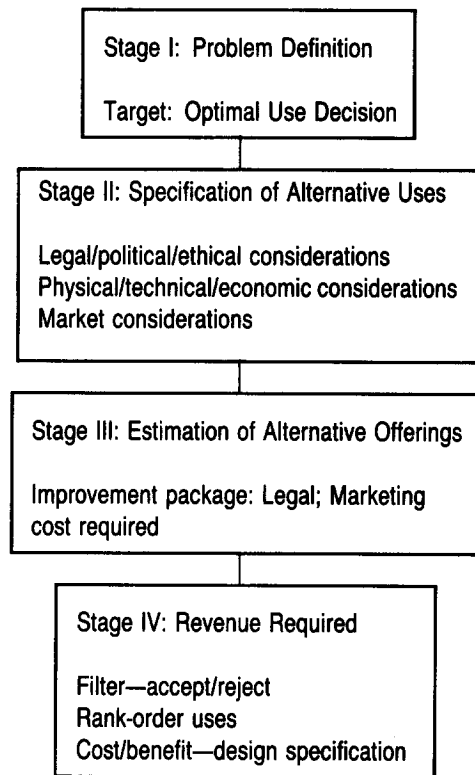 Stage I: Problem Definition
Target: Optimal Use Decision
Stage II: Specification of Alternative Uses
Legal/political/ethical considerations
Physical/technical/economic considerations
Market considerations
Stage III: Estimation of Alternative Offerings
Improvement package: Legal; Marketing
cost required
Stage IV: Revenue Required
Filter—accept/reject
Rank-order uses
Cost/benefit—design specification